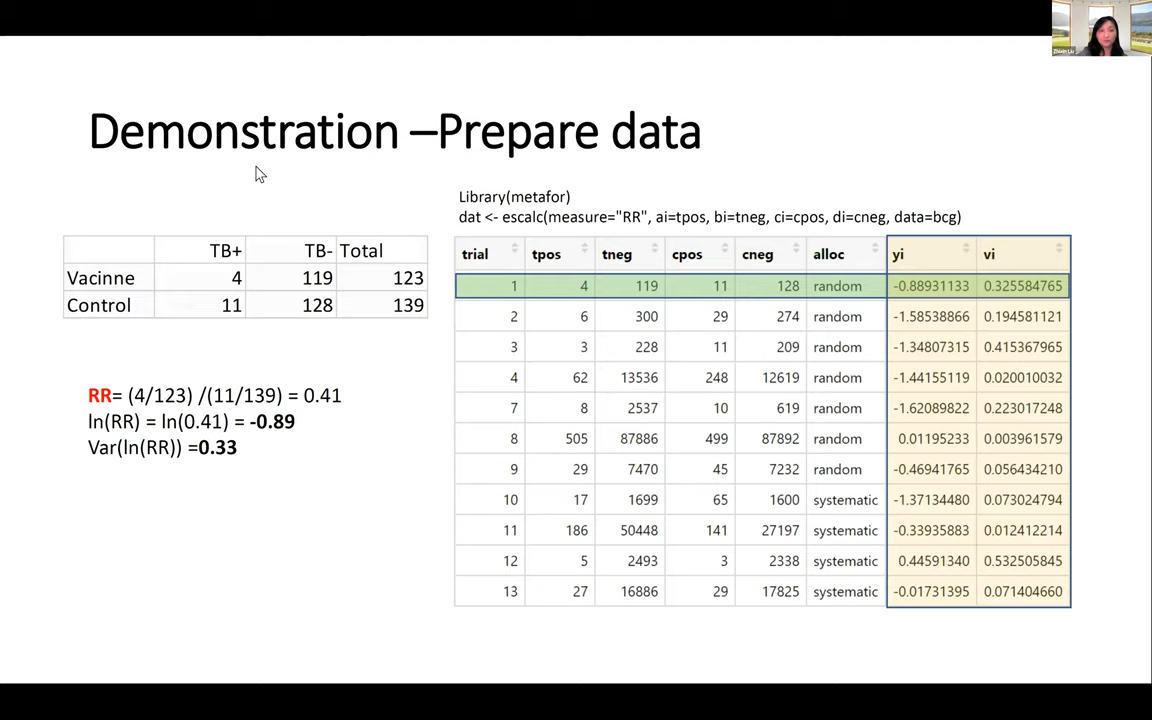 Demonstration –Prepare data
Library(metafor)
dat <- escalc(measure="RR", ai=tpos, bi=tneg, ci=cpos, di=cneg, data=bcg)
TB+ TB- Total
Vacinne 4 119 123
Control 11 128 139
RR= (4/123) /(11/139) = 0.41
ln(RR) = ln(0.41) = -0.89
Var(ln(RR)) =0.33
trial tpos tneg cpos cneg alloc yi vi
1 4 119 11 128 random -0.88931133 0.325584765
2 6 300 29 274 random -1.58538866 0.194581121
3 3 228 11 209 random -1.34807315 0.415367965
4 62 13536 248 12619 random -1.44155119 0.020010032
7 8 2537 10 619 random -1.62089822 0.223017248
8 505 87886 499 87892 random 0.01195233 0.003961579
9 29 7470 45 7232 random -0.46941765 0.056434210
10 17 1699 65 1600 systematic -1.37134480 0.073024794
11 186 50448 141 27197 systematic -0.33935883 0.012412214
12 5 2493 3 2338 systematic 0.44591340 0.532505845
13 27 16886 29 17825 systematic -0.01731395 0.071404660